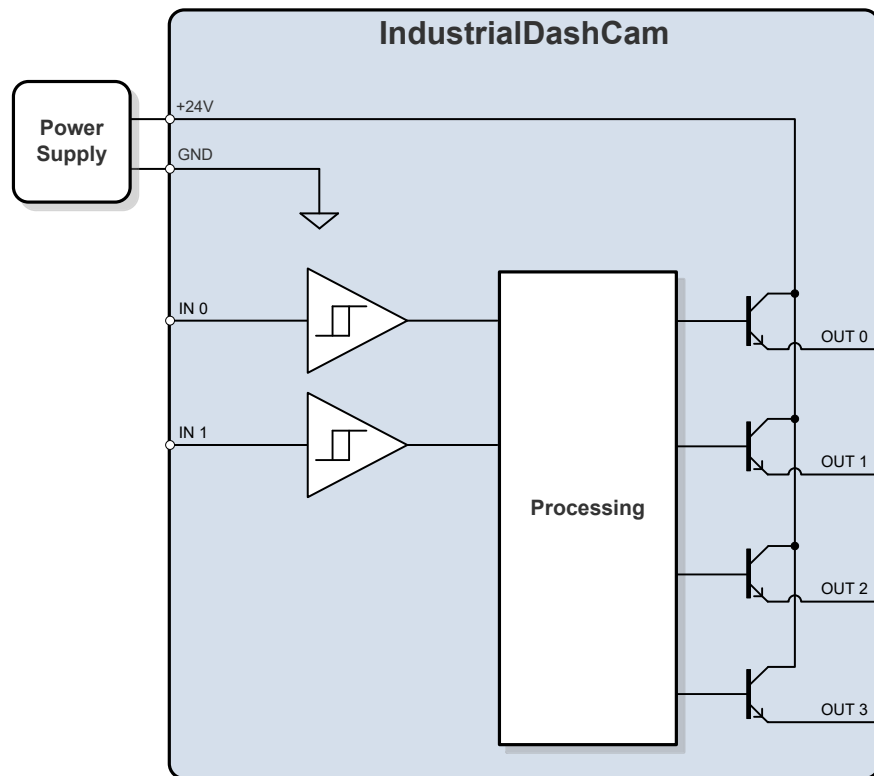 IndustrialDashCam
+24V
Power
Supply
GND
IN 0
OUT 0
IN 1
OUT 1
Processing
OUT 2
OUT 3